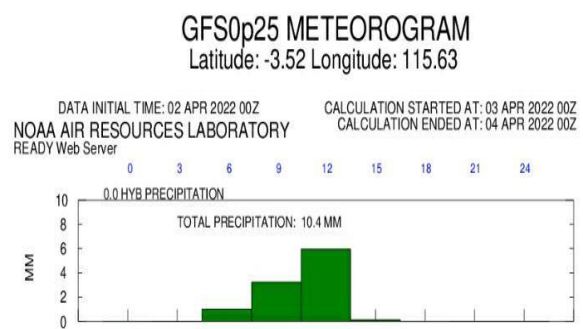 GFS0p25 METEOROGRAM
Latitude: -3.52 Longitude: 115.63
DATA INITIAL TIME: 02 APR 2022 00Z
CALCULATION STARTED AT: 03 APR 2022 00Z
CALCULATION ENDED AT: 04 APR 2022 00Z
NOAA AIR RESOURCES LABORATORY
READY Web Server
0 3 6 9 12 15 18 21 24
0.0 HYB PRECIPITATION
TOTAL PRECIPITATION: 10.4 MM
10
8
6
4
2
0
MM